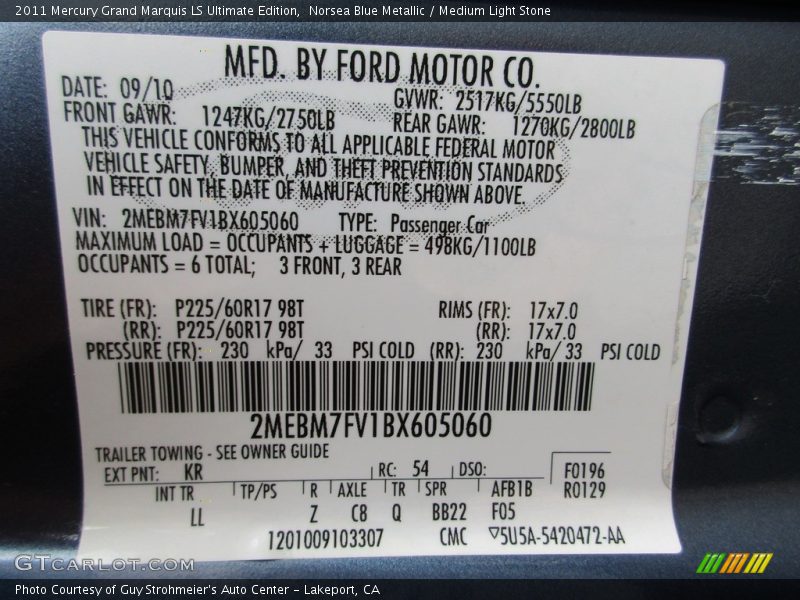 2011 Mercury Grand Marquis LS Ultimate Edition,  Norsea Blue Metallic / Medium Light Stone
MFD. BY FORD MOTOR CO.
DATE: 09/10
GVWR: 2517KG/5550LB
FRONT GAWR: 1247KG/2750LB
REAR GAWR: 1270KG/2800LB
THIS VEHICLE CONFORMS TO ALL APPLICABLE FEDERAL MOTOR
VEHICLE SAFETY, BUMPER, AND THEFT PREVENTION STANDARDS
IN EFFECT ON THE DATE OF MANUFACTURE SHOWN ABOVE.
VIN: 2MEBM7FV1BX605060 TYPE: Passenger Car
MAXIMUM LOAD = OCCUPANTS + LUGGAGE = 498KG/1100LB
OCCUPANTS = 6 TOTAL; 3 FRONT, 3 REAR
TIRE (FR): P225/60R17 98T RIMS (FR): 17x7.0
(RR): P225/60R17 98T (RR): 17x7.0
PRESSURE (FR): 230 kPa/ 33 PSI COLD (RR): 230 kPa/ 33 PSI COLD
2MEBM7FV1BX605060
TRAILER TOWING - SEE OWNER GUIDE
EXT PNT: KR RC: 54 DSO: F0196
INT TR TP/PS R AXLE TR SPR AFB1B R0129
LL Z C8 Q BB22 F05
1201009103307 CMC ▽5U5A-5420472-AA
GTCARLOT.COM
Photo Courtesy of Guy Strohmeier's Auto Center – Lakeport, CA